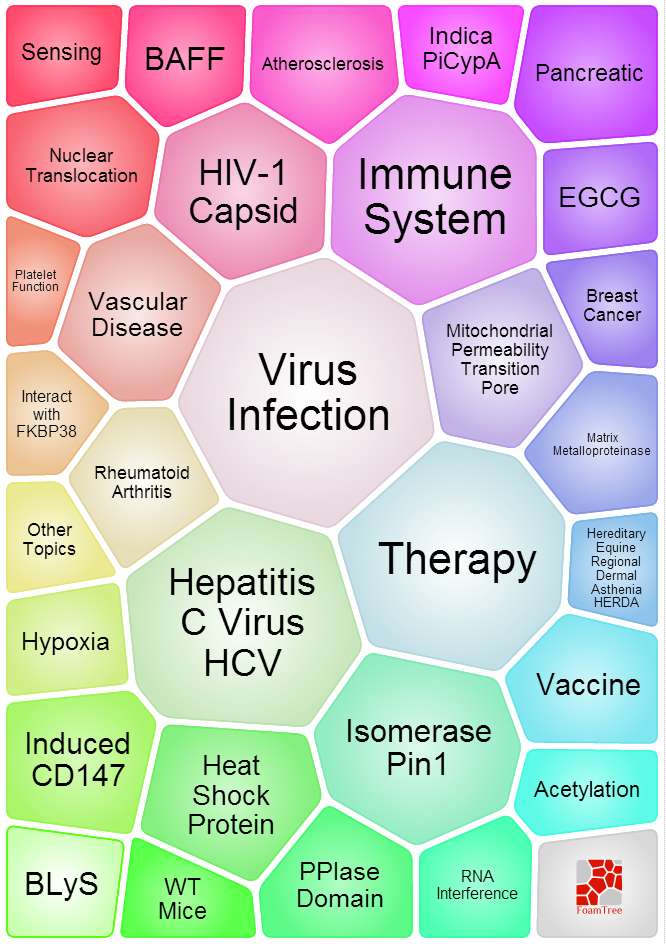 Sensing
BAFF
Atherosclerosis
Indica
PiCypA
Pancreatic
Nuclear
Translocation
HIV-1
Capsid
Immune
System
EGCG
Platelet
Function
Vascular
Disease
Breast
Cancer
Virus
Infection
Mitochondrial
Permeability
Transition
Pore
Interact
with
FKBP38
Rheumatoid
Arthritis
Matrix
Metalloproteinase
Other
Topics
Therapy
Hereditary
Equine
Regional
Dermal
Asthenia
HERDA
Hepatitis
C Virus
HCV
Hypoxia
Vaccine
Induced
CD147
Isomerase
Pin1
Heat
Shock
Protein
Acetylation
BLyS
WT
Mice
PPIase
Domain
RNA
Interference
FoamTree